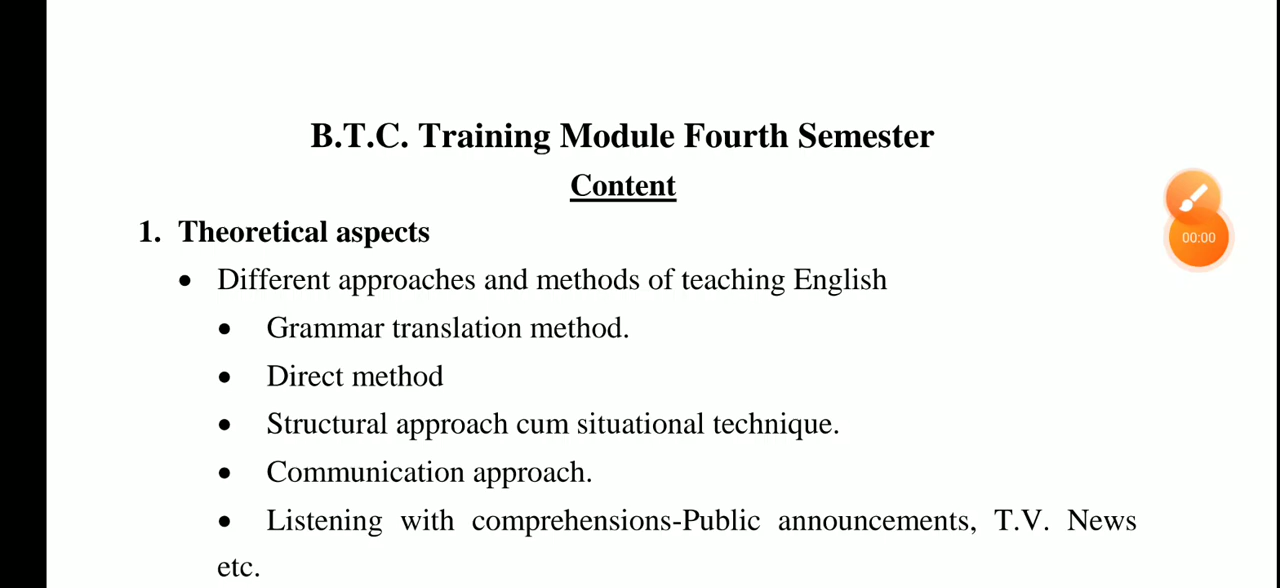 B.T.C. Training Module Fourth Semester
Content
1. Theoretical aspects
• Different approaches and methods of teaching English
• Grammar translation method.
• Direct method
• Structural approach cum situational technique.
• Communication approach.
• Listening with comprehensions-Public announcements, T.V. News
etc.
00:00